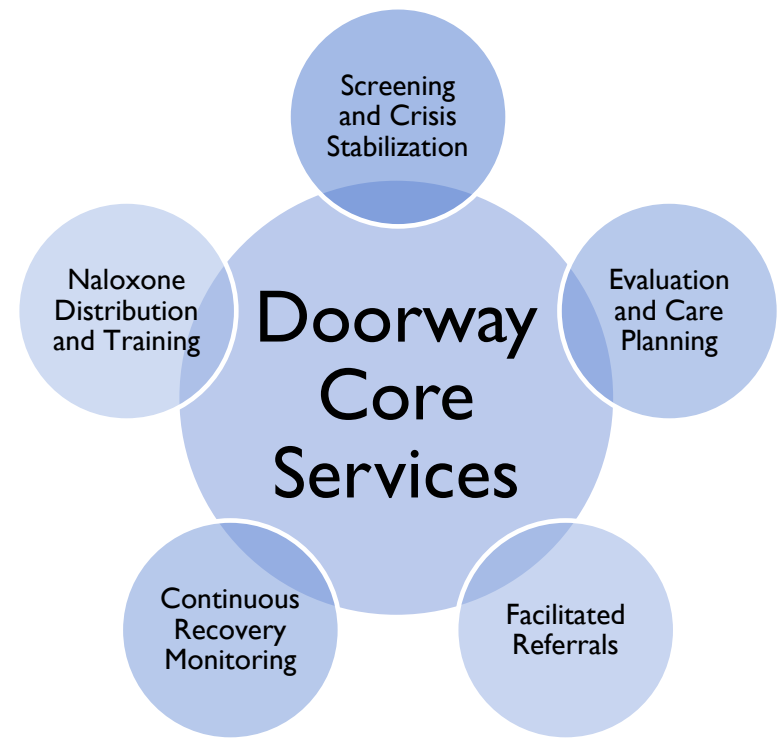 Screening
and Crisis
Stabilization
Naloxone
Distribution
and Training
Doorway
Core
Services
Evaluation
and Care
Planning
Continuous
Recovery
Monitoring
Facilitated
Referrals